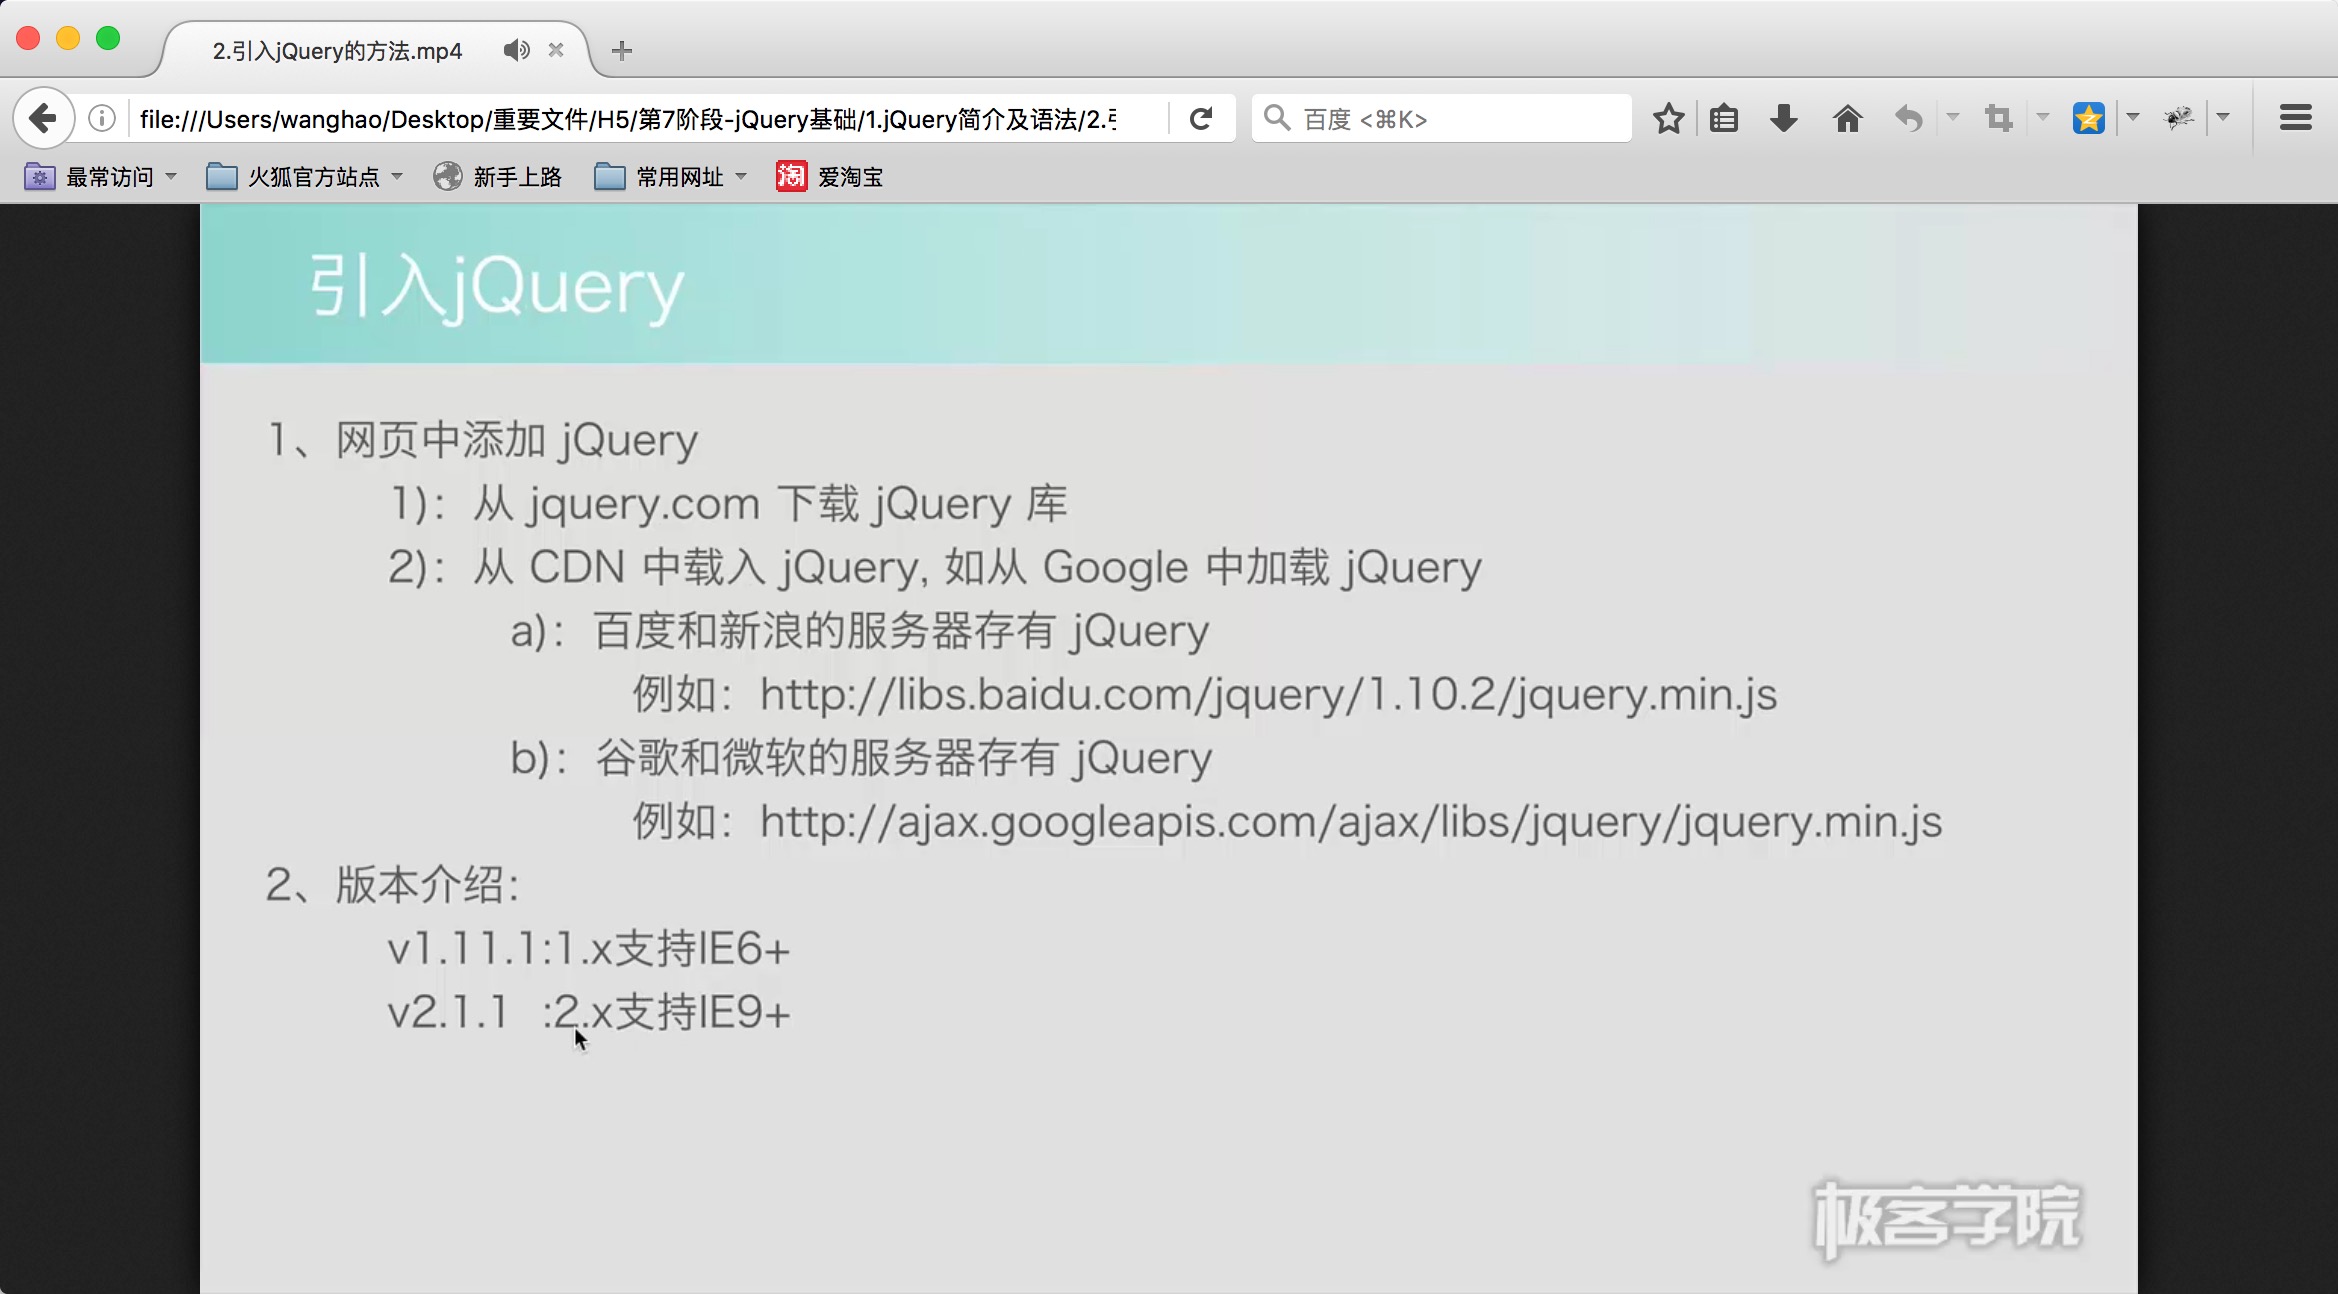 2.引入jQuery的方法.mp4
file:///Users/wanghao/Desktop/重要文件/H5/第7阶段-jQuery基础/1.jQuery简介及语法/2.
百度 <⌘K>
最常访问
火狐官方站点
新手上路
常用网址
淘
爱淘宝
引入jQuery
1、网页中添加 jQuery
1)：从 jquery.com 下载 jQuery 库
2)：从 CDN 中载入 jQuery, 如从 Google 中加载 jQuery
a)：百度和新浪的服务器存有 jQuery
例如：http://libs.baidu.com/jquery/1.10.2/jquery.min.js
b)：谷歌和微软的服务器存有 jQuery
例如：http://ajax.googleapis.com/ajax/libs/jquery/jquery.min.js
2、版本介绍：
v1.11.1:1.x支持IE6+
v2.1.1 :2.x支持IE9+
极客学院